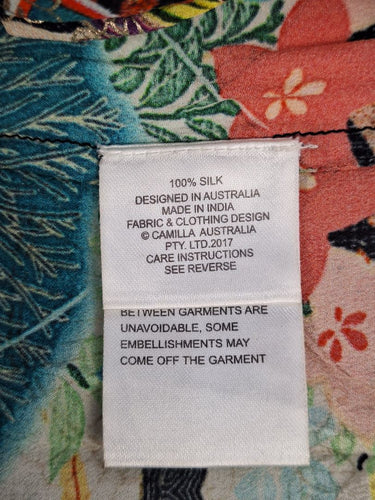 100% SILK
DESIGNED IN AUSTRALIA
MADE IN INDIA
FABRIC & CLOTHING DESIGN
© CAMILLA AUSTRALIA
PTY. LTD.2017
CARE INSTRUCTIONS
SEE REVERSE
BETWEEN GARMENTS ARE
UNAVOIDABLE, SOME
EMBELLISHMENTS MAY
COME OFF THE GARMENT